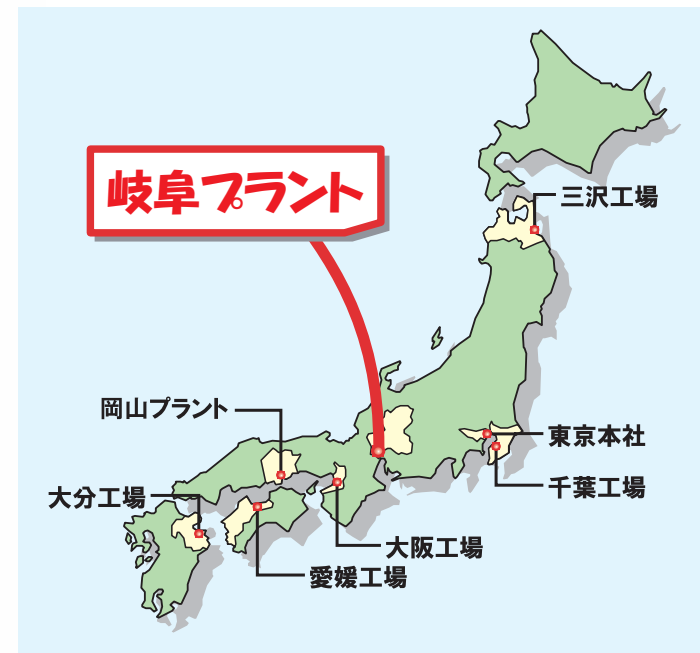 岐阜プラント
三沢工場
岡山プラント
東京本社
千葉工場
大分工場
大阪工場
愛媛工場